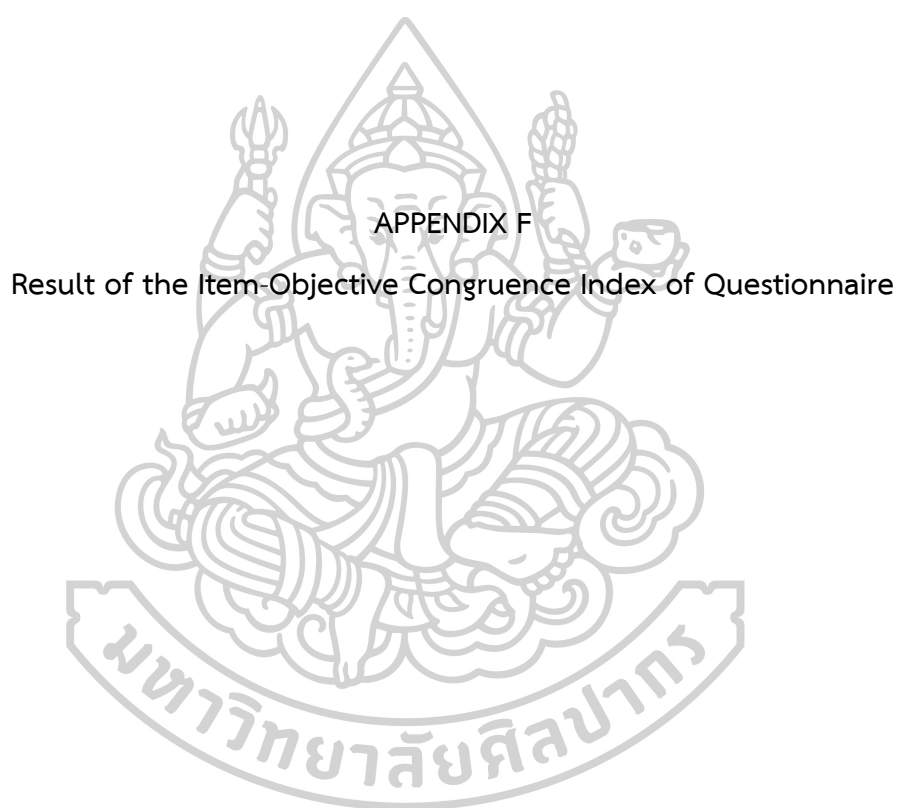 APPENDIX F
Result of the Item-Objective Congruence Index of Questionnaire
มหาวิทยาลัยศิลปากร